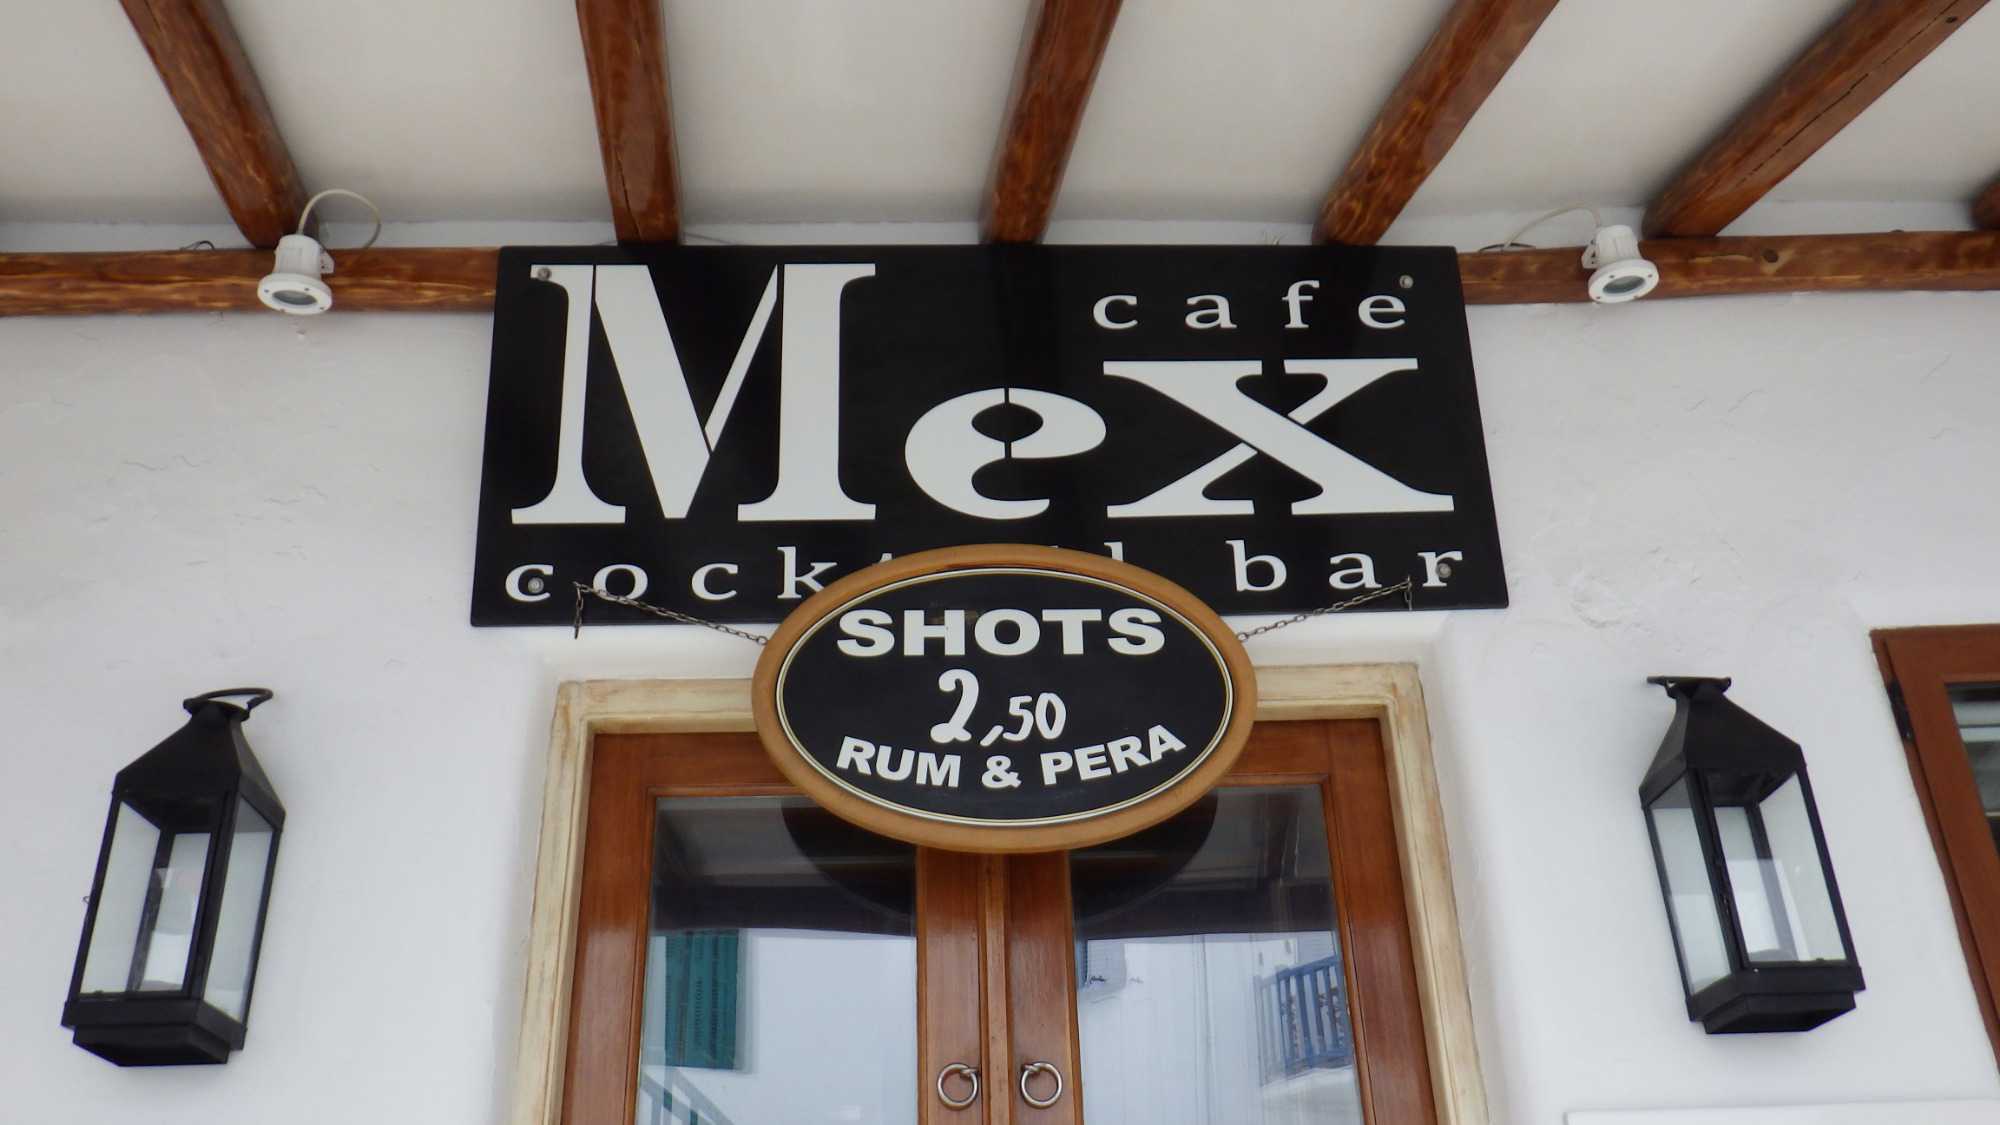 cafe
Mex
bar
SHOTS
2,50
RUM & PERA